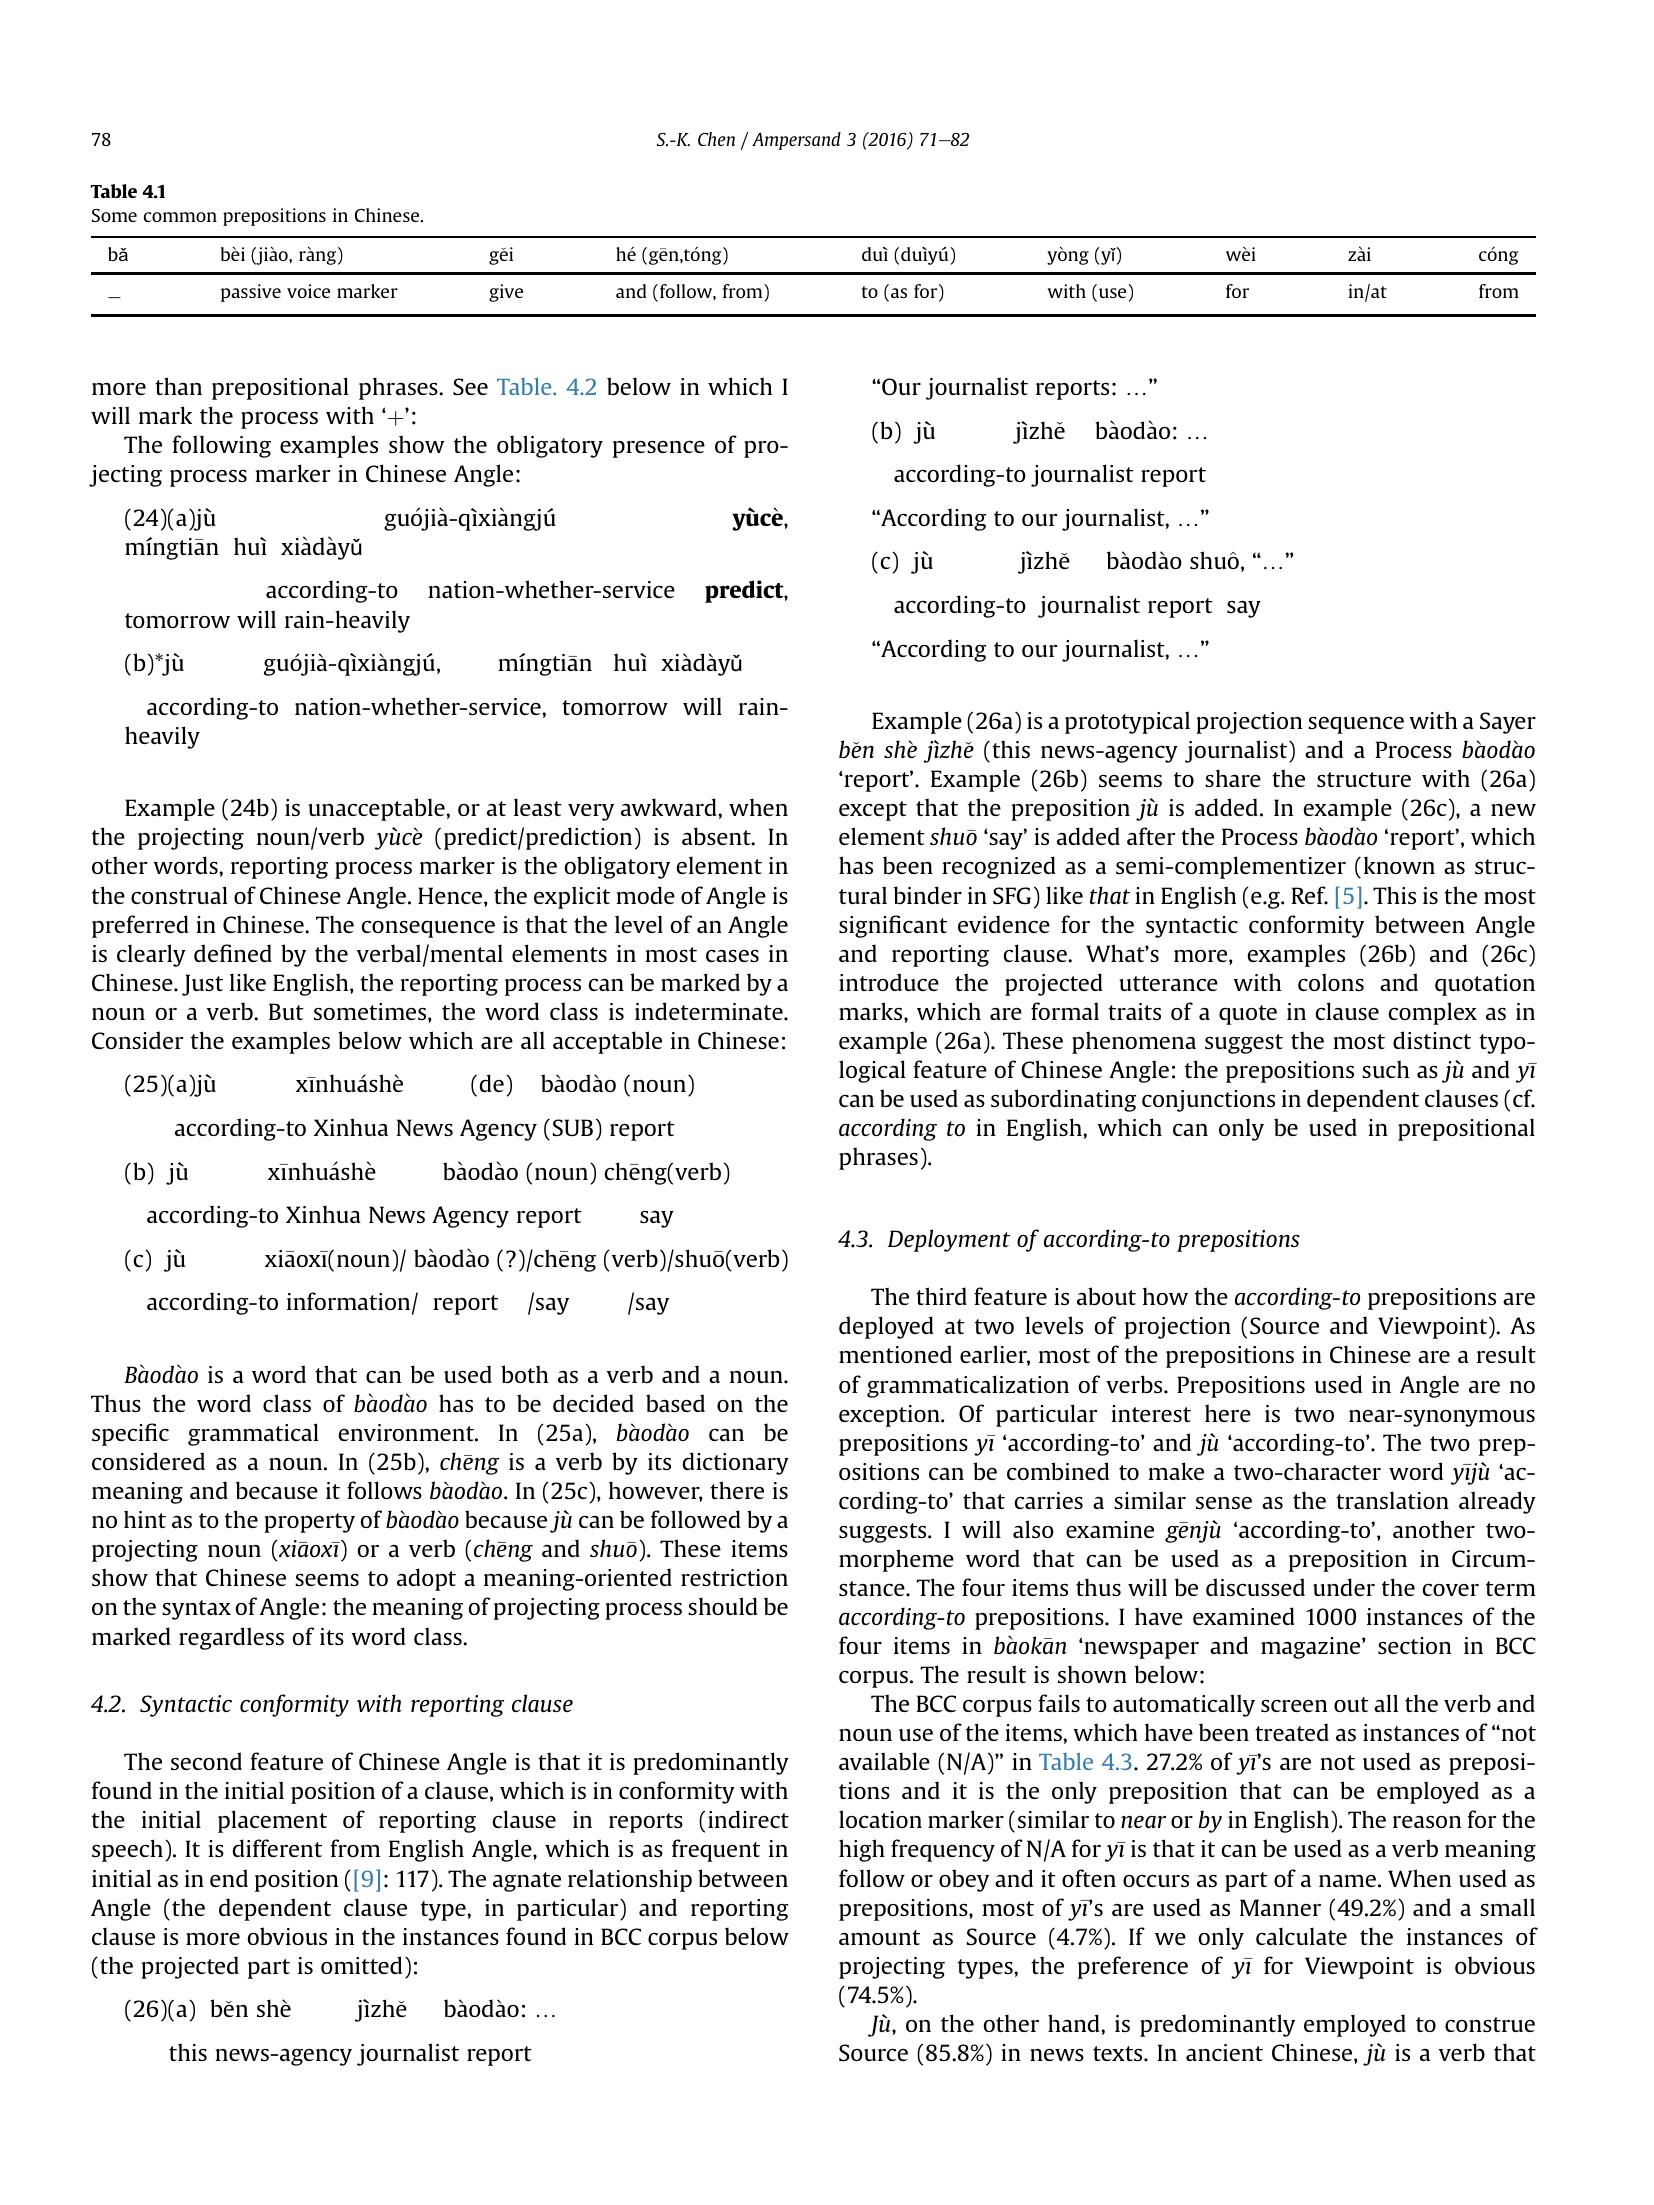 78
S.-K. Chen / Ampersand 3 (2016) 71–82
Table 4.1
Some common prepositions in Chinese.
bǎ bèi (jiào, ràng) gěi hé (gēn,tóng) duì (duìyú) yòng (yǐ) wèi zài cóng
– passive voice marker give and (follow, from) to (as for) with (use) for in/at from
more than prepositional phrases. See Table. 4.2 below in which I
will mark the process with ‘+’:
The following examples show the obligatory presence of pro-
jecting process marker in Chinese Angle:
(24)(a)jù guójià-qìxiàngjú yùcè,
míngtiān huì xiàdàyǔ
according-to nation-whether-service predict,
tomorrow will rain-heavily
(b)*jù guójià-qìxiàngjú, míngtiān huì xiàdàyǔ
according-to nation-whether-service, tomorrow will rain-
heavily
Example (24b) is unacceptable, or at least very awkward, when
the projecting noun/verb yùcè (predict/prediction) is absent. In
other words, reporting process marker is the obligatory element in
the construal of Chinese Angle. Hence, the explicit mode of Angle is
preferred in Chinese. The consequence is that the level of an Angle
is clearly defined by the verbal/mental elements in most cases in
Chinese. Just like English, the reporting process can be marked by a
noun or a verb. But sometimes, the word class is indeterminate.
Consider the examples below which are all acceptable in Chinese:
(25)(a)jù xīnhuáshè (de) bàodào (noun)
according-to Xinhua News Agency (SUB) report
(b) jù xīnhuáshè bàodào (noun) chēng(verb)
according-to Xinhua News Agency report say
(c) jù xiāoxī(noun)/ bàodào (?)/chēng (verb)/shuō(verb)
according-to information/ report /say /say
Bàodào is a word that can be used both as a verb and a noun.
Thus the word class of bàodào has to be decided based on the
specific grammatical environment. In (25a), bàodào can be
considered as a noun. In (25b), chēng is a verb by its dictionary
meaning and because it follows bàodào. In (25c), however, there is
no hint as to the property of bàodào because jù can be followed by a
projecting noun (xiāoxī) or a verb (chēng and shuō). These items
show that Chinese seems to adopt a meaning-oriented restriction
on the syntax of Angle: the meaning of projecting process should be
marked regardless of its word class.
4.2. Syntactic conformity with reporting clause
The second feature of Chinese Angle is that it is predominantly
found in the initial position of a clause, which is in conformity with
the initial placement of reporting clause in reports (indirect
speech). It is different from English Angle, which is as frequent in
initial as in end position ([9]: 117). The agnate relationship between
Angle (the dependent clause type, in particular) and reporting
clause is more obvious in the instances found in BCC corpus below
(the projected part is omitted):
(26)(a) běn shè jìzhě bàodào: …
this news-agency journalist report
“Our journalist reports: …”
(b) jù jìzhě bàodào: …
according-to journalist report
“According to our journalist, …”
(c) jù jìzhě bàodào shuô, “…”
according-to journalist report say
“According to our journalist, …”
Example (26a) is a prototypical projection sequence with a Sayer
běn shè jìzhě (this news-agency journalist) and a Process bàodào
‘report’. Example (26b) seems to share the structure with (26a)
except that the preposition jù is added. In example (26c), a new
element shuō ‘say’ is added after the Process bàodào ‘report’, which
has been recognized as a semi-complementizer (known as struc-
tural binder in SFG) like that in English (e.g. Ref. [5]. This is the most
significant evidence for the syntactic conformity between Angle
and reporting clause. What’s more, examples (26b) and (26c)
introduce the projected utterance with colons and quotation
marks, which are formal traits of a quote in clause complex as in
example (26a). These phenomena suggest the most distinct typo-
logical feature of Chinese Angle: the prepositions such as jù and yī
can be used as subordinating conjunctions in dependent clauses (cf.
according to in English, which can only be used in prepositional
phrases).
4.3. Deployment of according-to prepositions
The third feature is about how the according-to prepositions are
deployed at two levels of projection (Source and Viewpoint). As
mentioned earlier, most of the prepositions in Chinese are a result
of grammaticalization of verbs. Prepositions used in Angle are no
exception. Of particular interest here is two near-synonymous
prepositions yī ‘according-to’ and jù ‘according-to’. The two prep-
ositions can be combined to make a two-character word yījù ‘ac-
cording-to’ that carries a similar sense as the translation already
suggests. I will also examine gēnjù ‘according-to’, another two-
morpheme word that can be used as a preposition in Circum-
stance. The four items thus will be discussed under the cover term
according-to prepositions. I have examined 1000 instances of the
four items in bàokān ‘newspaper and magazine’ section in BCC
corpus. The result is shown below:
The BCC corpus fails to automatically screen out all the verb and
noun use of the items, which have been treated as instances of “not
available (N/A)” in Table 4.3. 27.2% of yī’s are not used as preposi-
tions and it is the only preposition that can be employed as a
location marker (similar to near or by in English). The reason for the
high frequency of N/A for yī is that it can be used as a verb meaning
follow or obey and it often occurs as part of a name. When used as
prepositions, most of yī’s are used as Manner (49.2%) and a small
amount as Source (4.7%). If we only calculate the instances of
projecting types, the preference of yī for Viewpoint is obvious
(74.5%).
Jù, on the other hand, is predominantly employed to construe
Source (85.8%) in news texts. In ancient Chinese, jù is a verb that